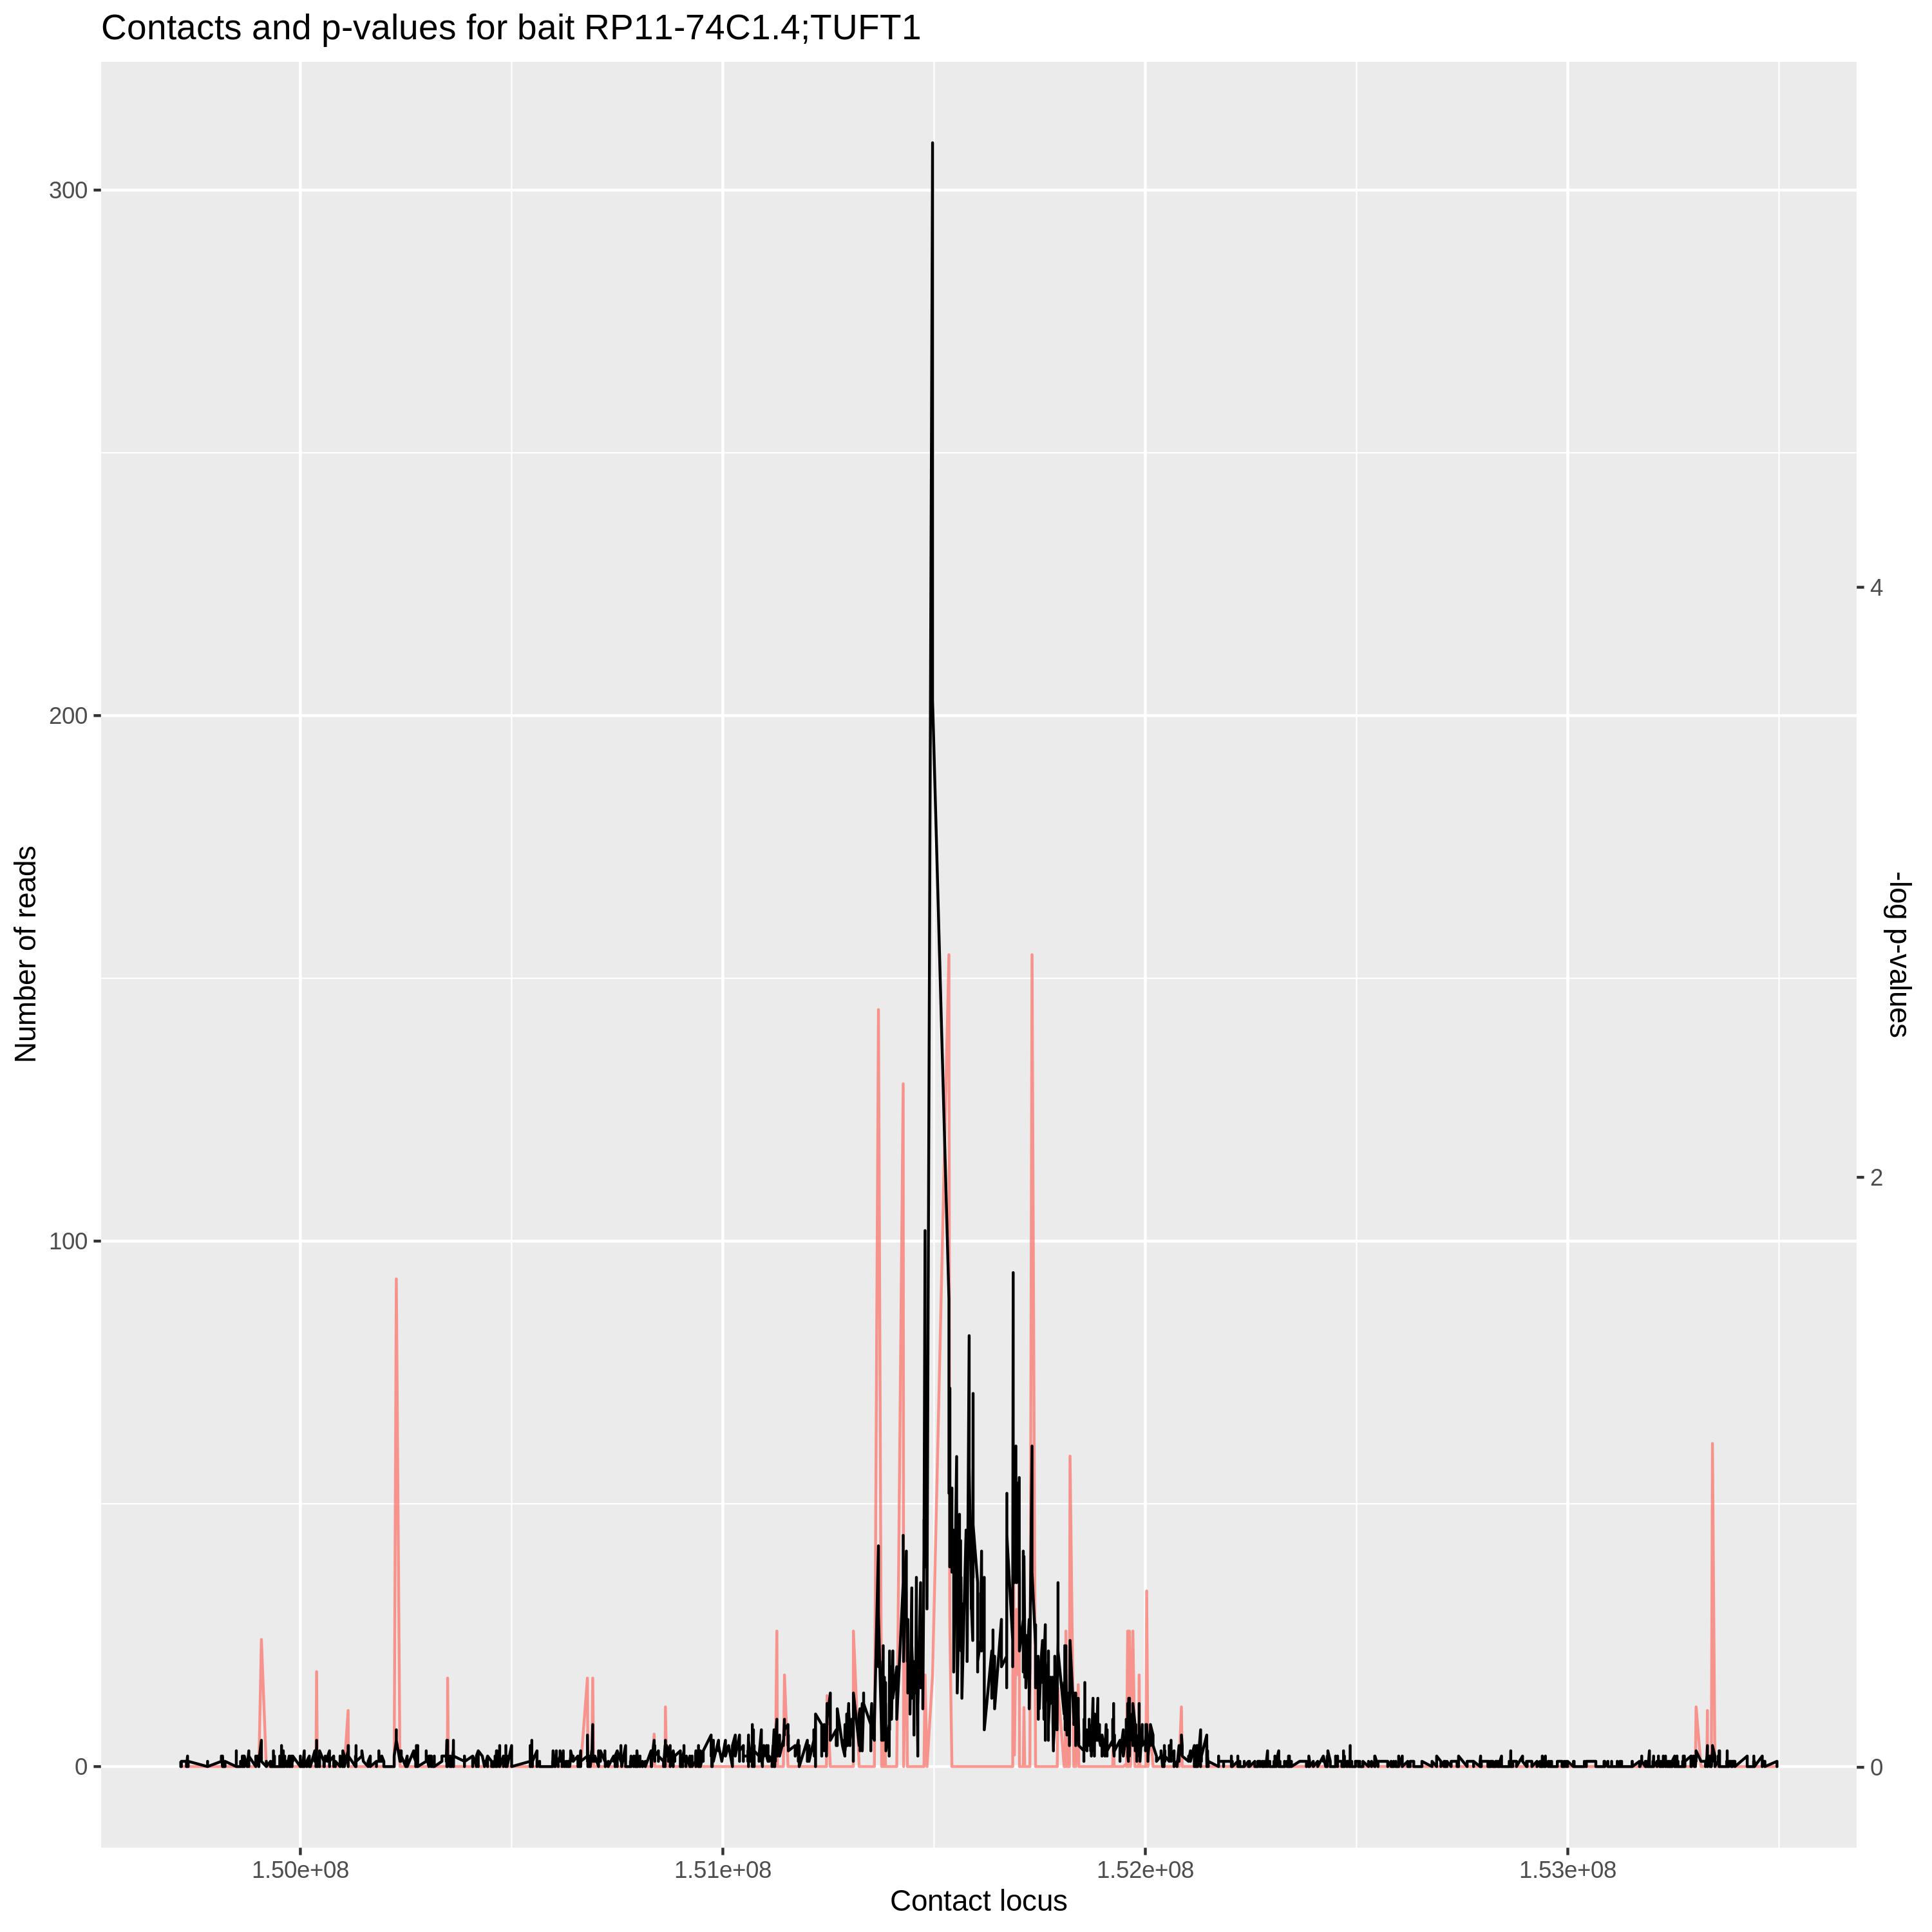 Contacts and p-values for bait RP11-74C1.4;TUFT1
Number of reads
300
200
100
0
4
2
0
-log p-values
1.50e+08 1.51e+08 1.52e+08 1.53e+08
Contact locus